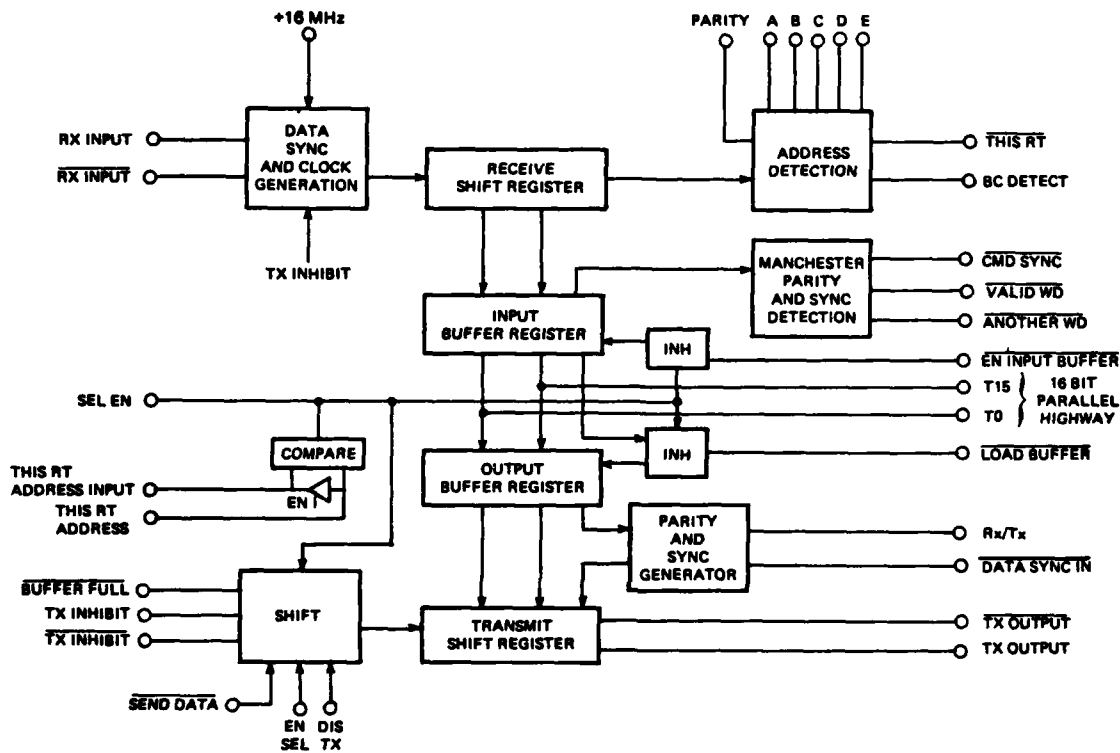 +16 MHz
PARITY A B C D E
RX INPUT
RX INPUT
DATA
SYNC
AND CLOCK
GENERATION
TX INHIBIT
RECEIVE
SHIFT REGISTER
ADDRESS
DETECTION
THIS RT
BC DETECT
MANCHESTER
PARITY
AND SYNC
DETECTION
CMD SYNC
VALID WD
ANOTHER WD
INPUT
BUFFER REGISTER
INH
EN INPUT BUFFER
T15
T0
16 BIT
PARALLEL
HIGHWAY
SEL EN
COMPARE
EN
THIS RT
ADDRESS INPUT
THIS RT
ADDRESS
INH
LOAD BUFFER
OUTPUT
BUFFER REGISTER
PARITY
AND
SYNC
GENERATOR
Rx/Tx
DATA SYNC IN
BUFFER FULL
TX INHIBIT
TX INHIBIT
SHIFT
TRANSMIT
SHIFT REGISTER
TX OUTPUT
TX OUTPUT
SEND DATA
EN
SEL
DIS
TX